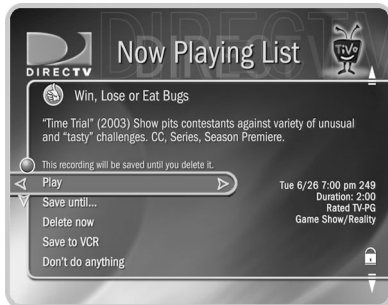 DIRECTV
DIRECTV
Now Playing List
TiVo
Win, Lose or Eat Bugs
"Time Trial" (2003) Show pits contestants against variety of unusual
and "tasty" challenges. CC, Series, Season Premiere.
This recording will be saved until you delete it.
Play
Save until...
Delete now
Save to VCR
Don't do anything
Tue 6/26 7:00 pm 249
Duration: 2:00
Rated TV-PG
Game Show/Reality